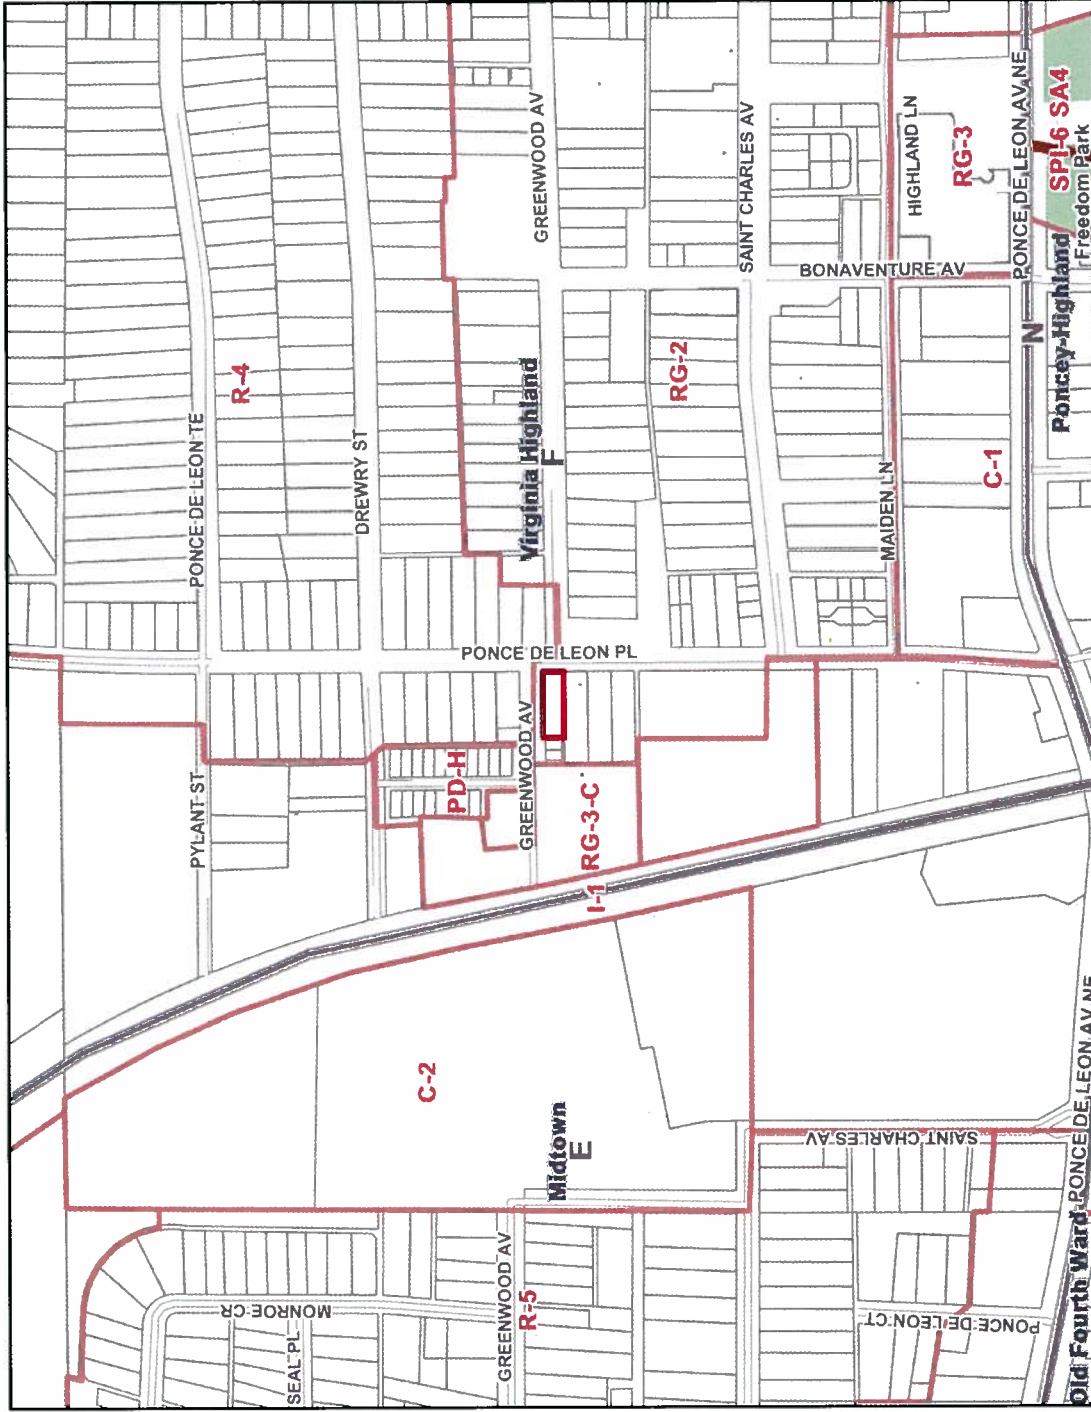 PYLANT ST
PONCE DE LEON TE
R-4
DREWRY ST
MONROE CR
SEAL PL
C-2
PD-H
GREENWOOD AV
R-5
GREENWOOD AV
PONCE DE LEON PL
Virginia Highland
F
GREENWOOD AV
Midtown
E
I-1
RG-3-C
RG-2
SAINT CHARLES AV
SAINT CHARLES AV
BONAVENTURE AV
MAIDEN LN
HIGHLAND LN
RG-3
C-1
PONCE DE LEON CT
PONCE DE LEON AV NE
N
Poncey-Highland
SPI-6 SA4
Freedom Park
Old Fourth Ward
PONCE DE LEON AV NE